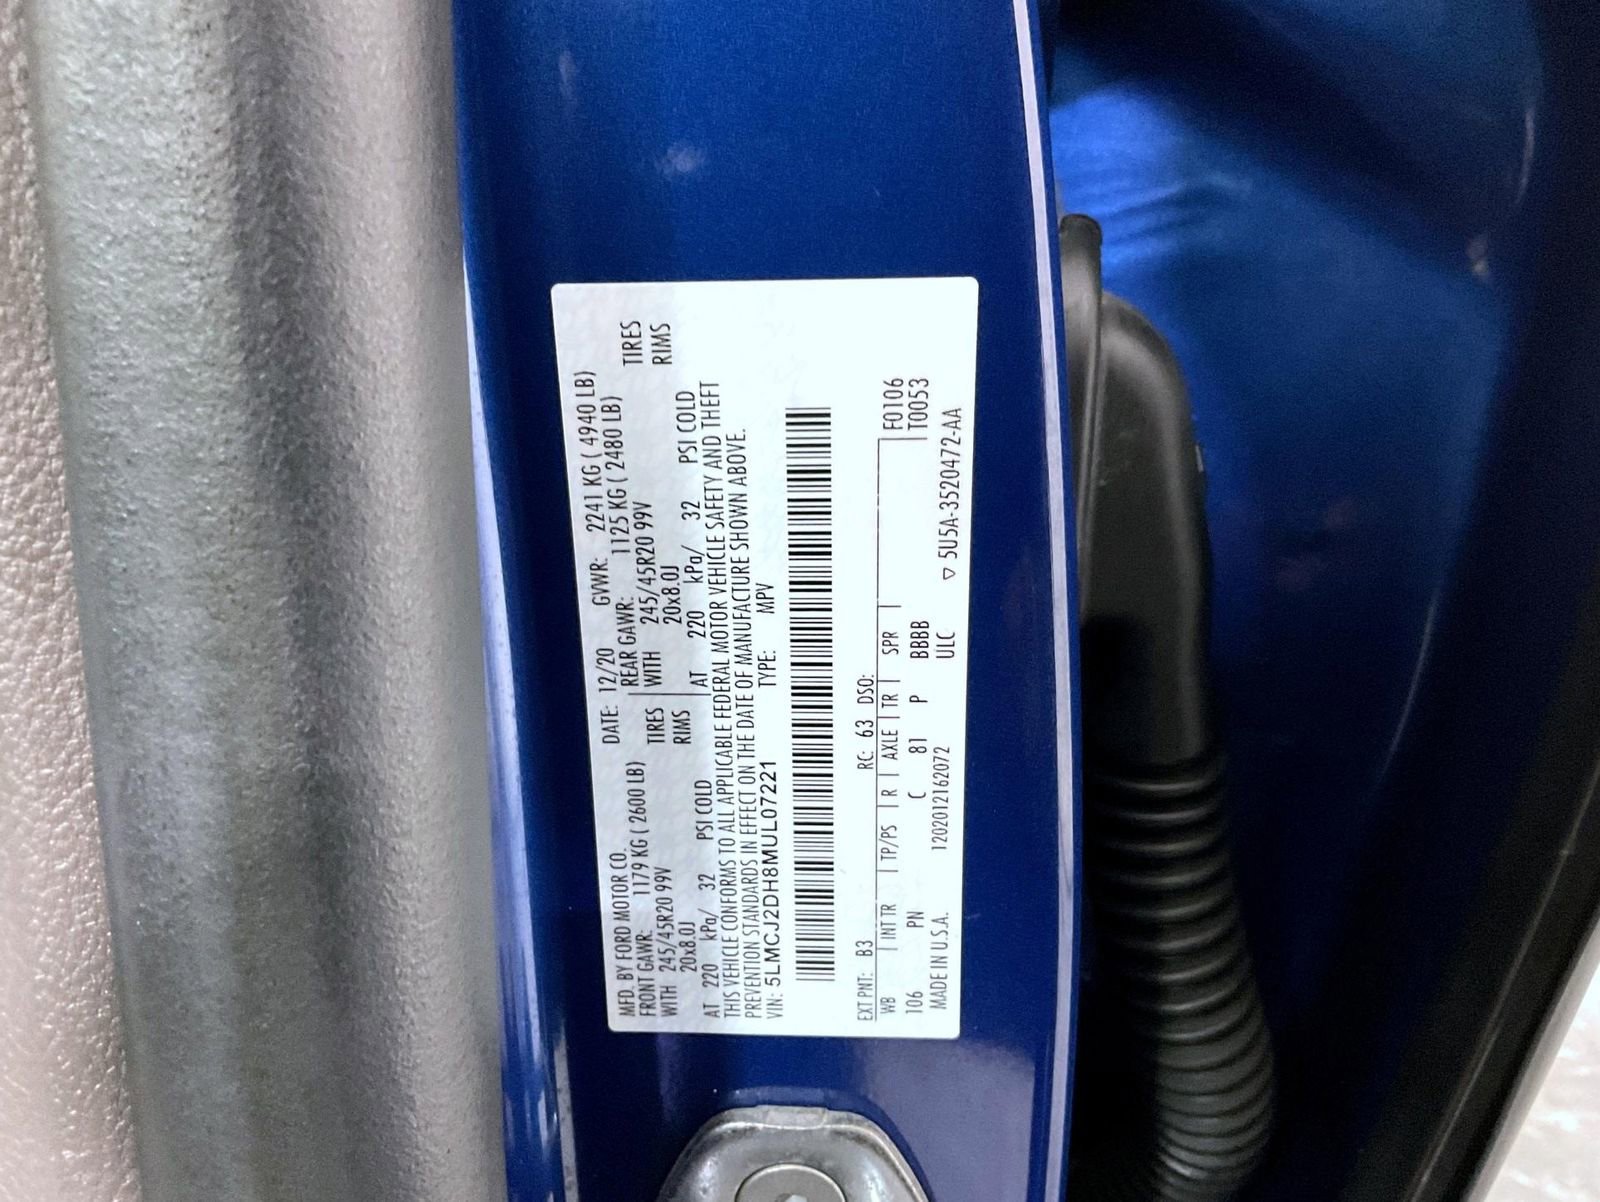 MFD. BY FORD MOTOR CO. DATE: 12/20 GVWR: 2241 KG ( 4940 LB)
FRONT GAWR: 1179 KG ( 2600 LB) REAR GAWR: 1125 KG ( 2480 LB)
WITH 245/45R20 99V TIRES WITH 245/45R20 99V TIRES
20x8.0J RIMS 20x8.0J RIMS
AT 220 kPa/ 32 PSI COLD AT 220 kPa/ 32 PSI COLD
THIS VEHICLE CONFORMS TO ALL APPLICABLE FEDERAL MOTOR VEHICLE SAFETY AND THEFT
PREVENTION STANDARDS IN EFFECT ON THE DATE OF MANUFACTURE SHOWN ABOVE.
VIN: 5LMCJ2DH8MUL07221 TYPE: MPV
EXT PNT: B3 RC: 63 DSO: F0106
WB INT TR TP/PS R AXLE TR SPR T0053
106 PN C 81 P BBBB
MADE IN U.S.A. 1202012162072 ULC ▽ 5U5A-3520472-AA